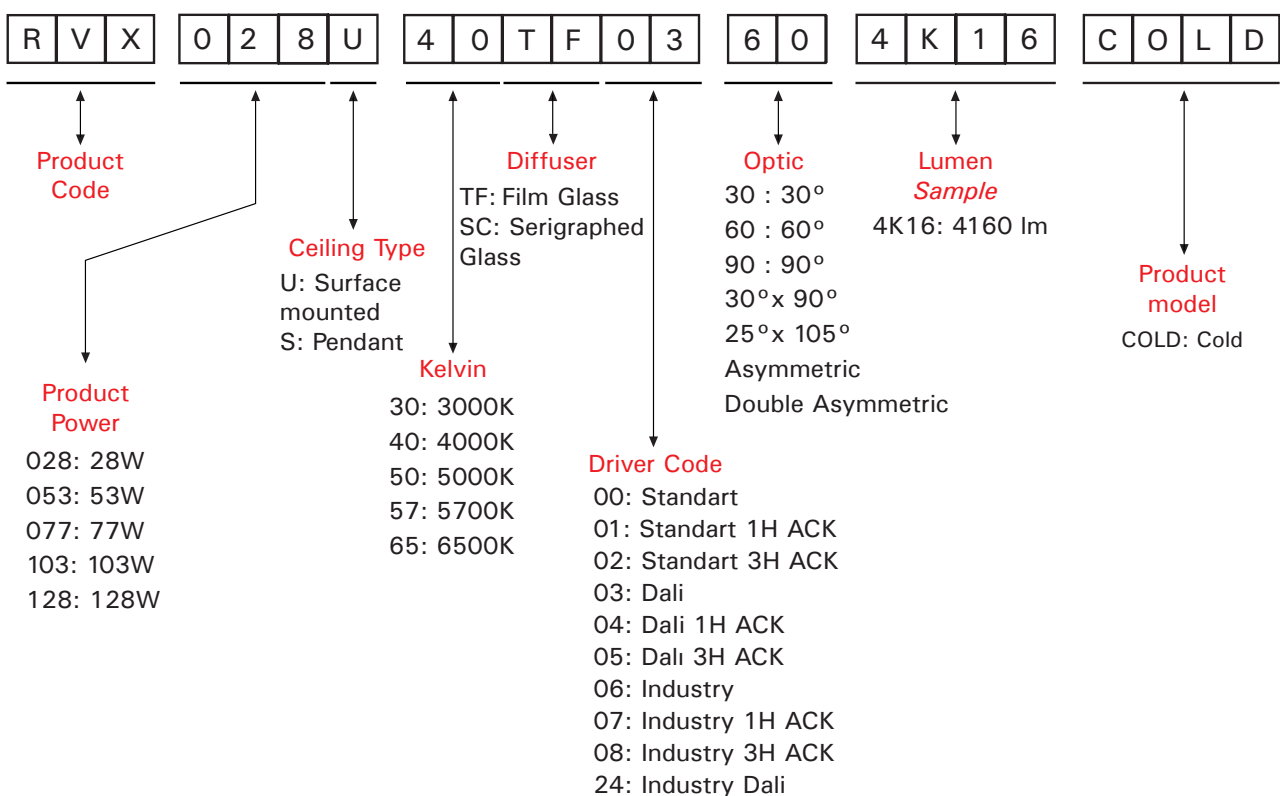 R V X 0 2 8 U 4 0 T F 0 3 6 0 4 K 1 6 C O L D
Product
Code
Product
Power
028: 28W
053: 53W
077: 77W
103: 103W
128: 128W
Ceiling Type
U: Surface
mounted
S: Pendant
Kelvin
30: 3000K
40: 4000K
50: 5000K
57: 5700K
65: 6500K
Diffuser
TF: Film Glass
SC: Serigraphed
Glass
Driver Code
00: Standart
01: Standart 1H ACK
02: Standart 3H ACK
03: Dali
04: Dali 1H ACK
05: Dalı 3H ACK
06: Industry
07: Industry 1H ACK
08: Industry 3H ACK
24: Industry Dali
Optic
30 : 30º
60 : 60º
90 : 90º
30ºx 90º
25ºx 105º
Asymmetric
Double Asymmetric
Lumen
Sample
4K16: 4160 lm
Product
model
COLD: Cold